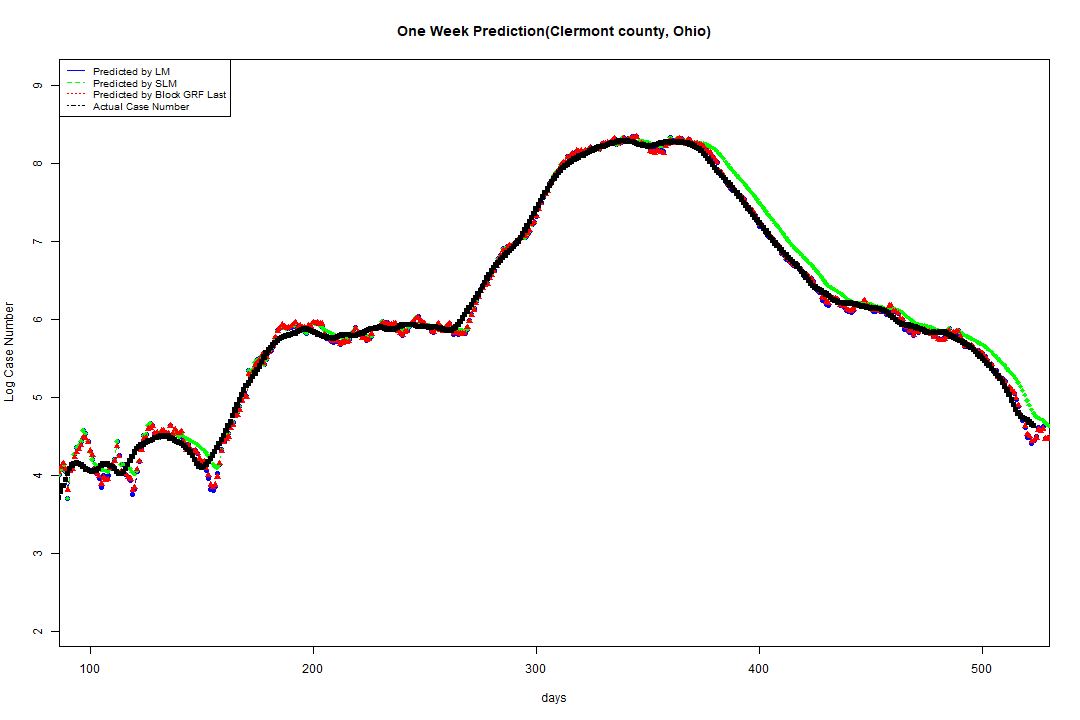 One Week Prediction(Clermont county, Ohio)
Predicted by LM
Predicted by SLM
Predicted by Block GRF Last
Actual Case Number
Log Case Number
9
8
7
6
5
4
3
2
100 200 300 400 500
days